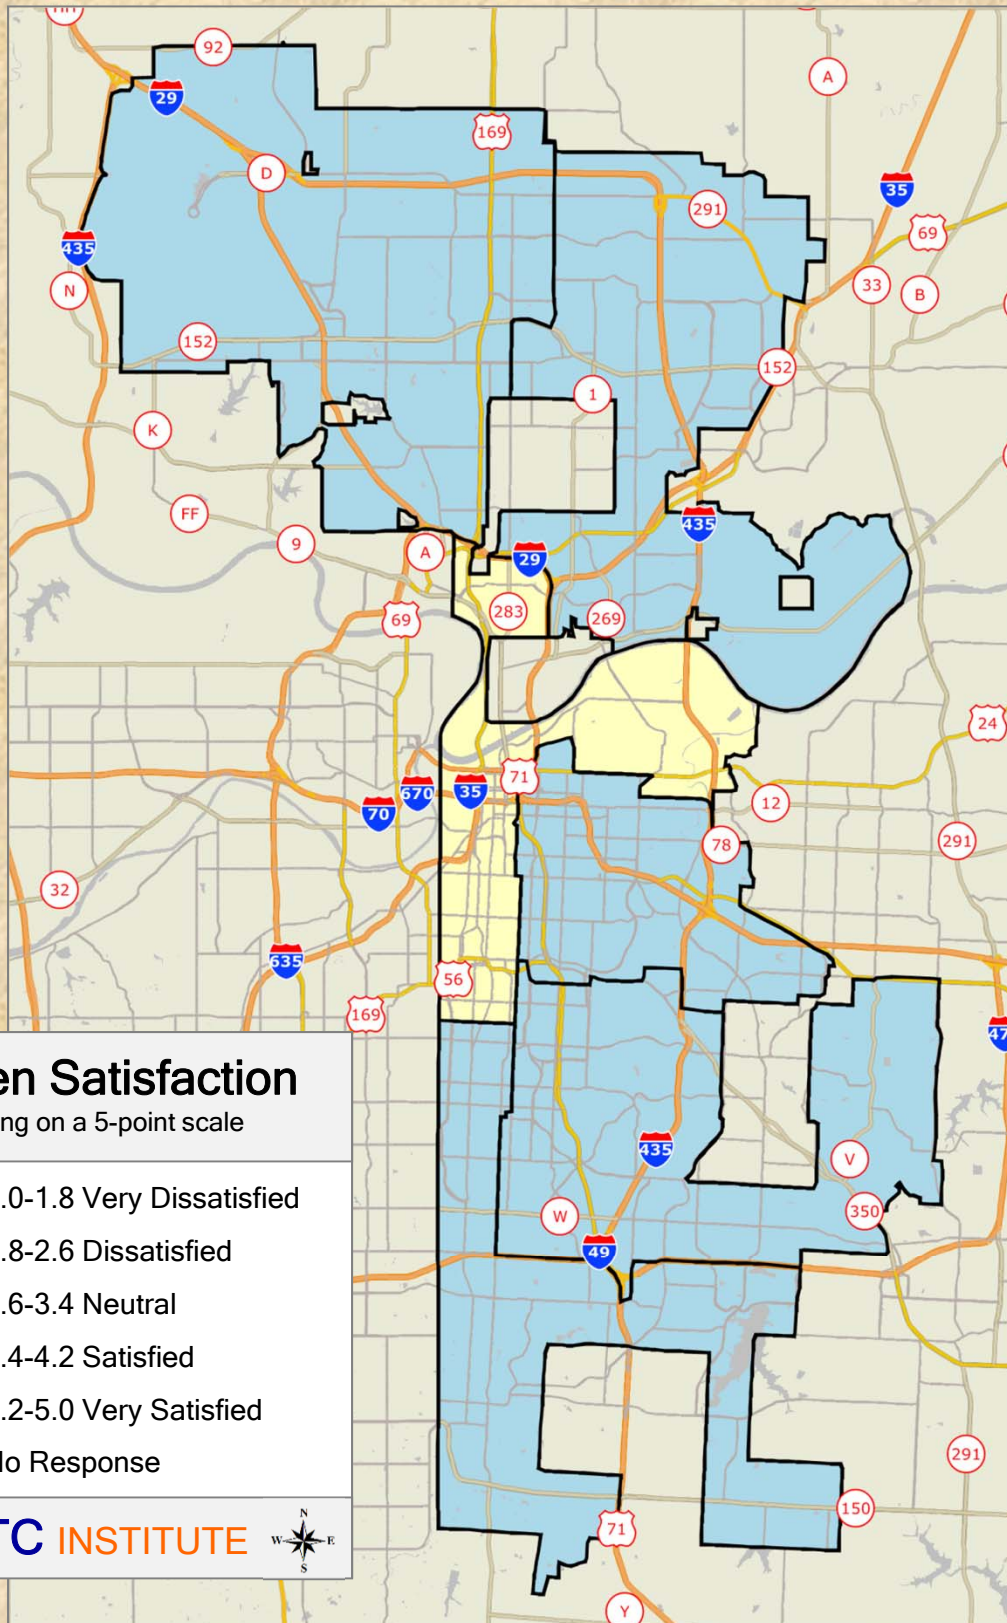 HH
92
A
29
169
D
35
291
69
435
33
N
B
152
152
1
K
FF
435
9
A
29
283
69
269
24
71
670
35
70
12
78
291
32
635
56
169
47
en Satisfaction
ng on a 5-point scale
435
V
.0-1.8 Very Dissatisfied
350
W
.8-2.6 Dissatisfied
49
.6-3.4 Neutral
.4-4.2 Satisfied
.2-5.0 Very Satisfied
No Response
291
150
TC INSTITUTE
N
W
E
S
71
Y